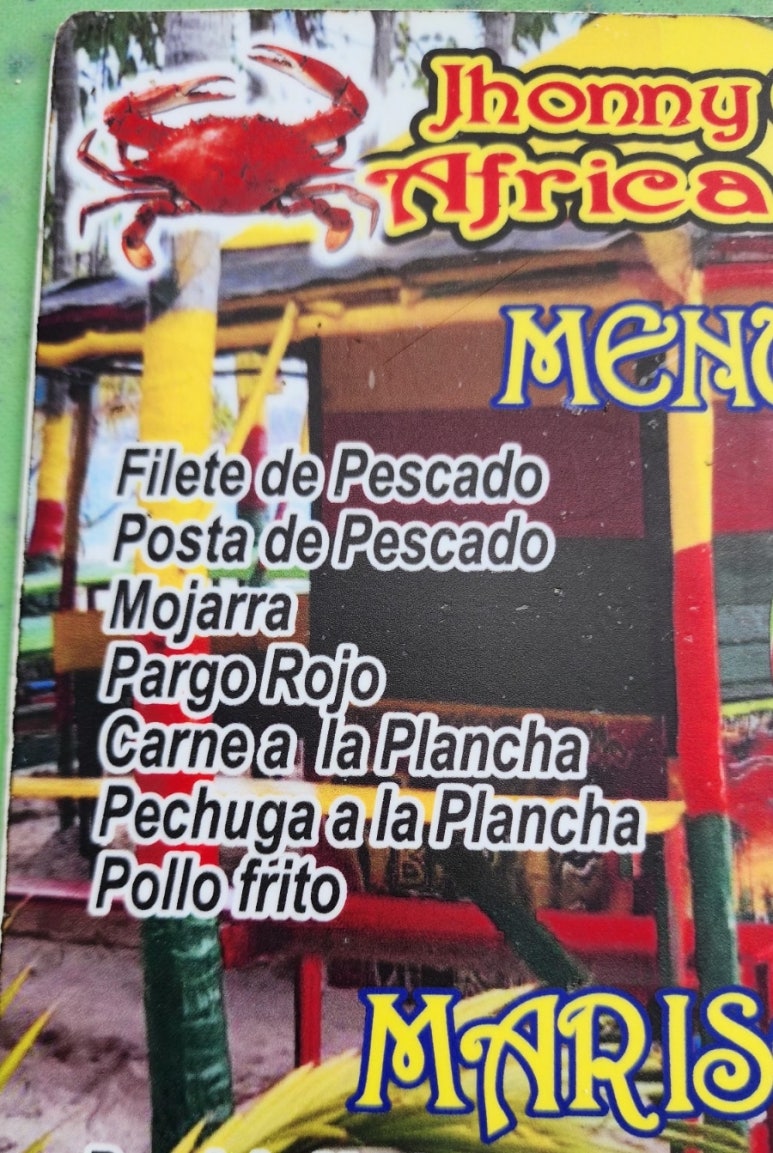 Jhonny
Africa
MENU
Filete de Pescado
Posta de Pescado
Mojarra
Pargo Rojo
Carne a la Plancha
Pechuga a la Plancha
Pollo frito
MARIS